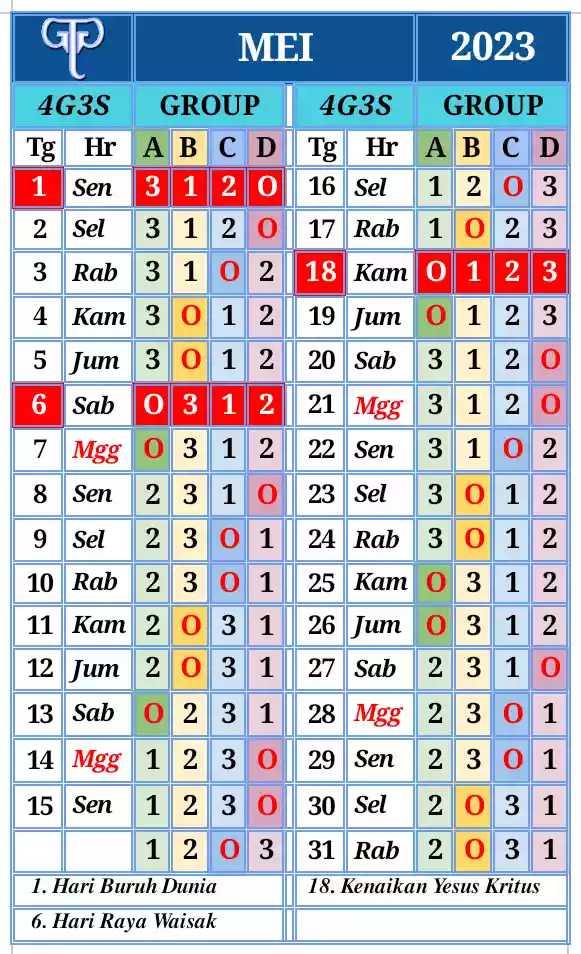 GTP MEI 2023
4G3S GROUP 4G3S GROUP
Tg Hr A B C D Tg Hr A B C D
1 Sen 3 1 2 O 16 Sel 1 2 O 3
2 Sel 3 1 2 O 17 Rab 1 O 2 3
3 Rab 3 1 O 2 18 Kam O 1 2 3
4 Kam 3 O 1 2 19 Jum O 1 2 3
5 Jum 3 O 1 2 20 Sab 3 1 2 O
6 Sab O 3 1 2 21 Mgg 3 1 2 O
7 Mgg O 3 1 2 22 Sen 3 1 O 2
8 Sen 2 3 1 O 23 Sel 3 O 1 2
9 Sel 2 3 O 1 24 Rab 3 O 1 2
10 Rab 2 3 O 1 25 Kam O 3 1 2
11 Kam 2 O 3 1 26 Jum O 3 1 2
12 Jum 2 O 3 1 27 Sab 2 3 1 O
13 Sab O 2 3 1 28 Mgg 2 3 O 1
14 Mgg 1 2 3 O 29 Sen 2 3 O 1
15 Sen 1 2 3 O 30 Sel 2 O 3 1
1 2 O 3 31 Rab 2 O 3 1
1. Hari Buruh Dunia 18. Kenaikan Yesus Kritus
6. Hari Raya Waisak